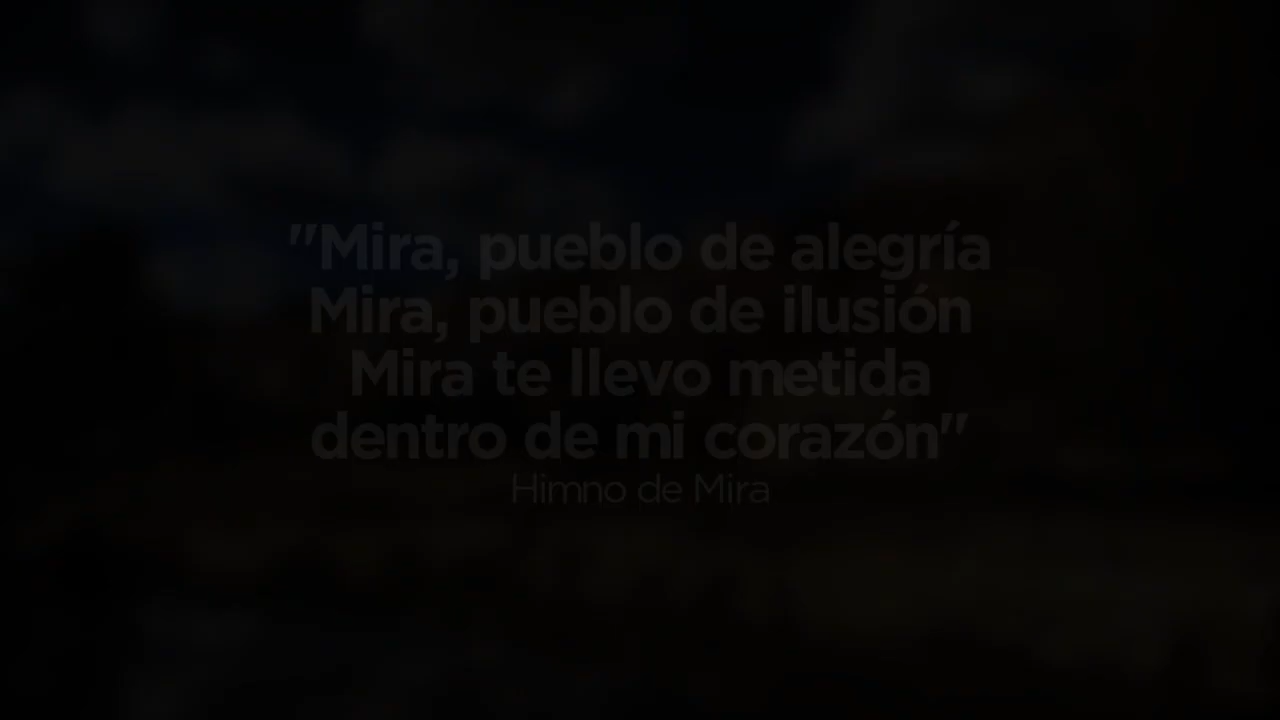 "Mira, pueblo de alegría
Mira, pueblo de ilusión
Mira te llevo metida
dentro de mi corazón"
Himno de Mira